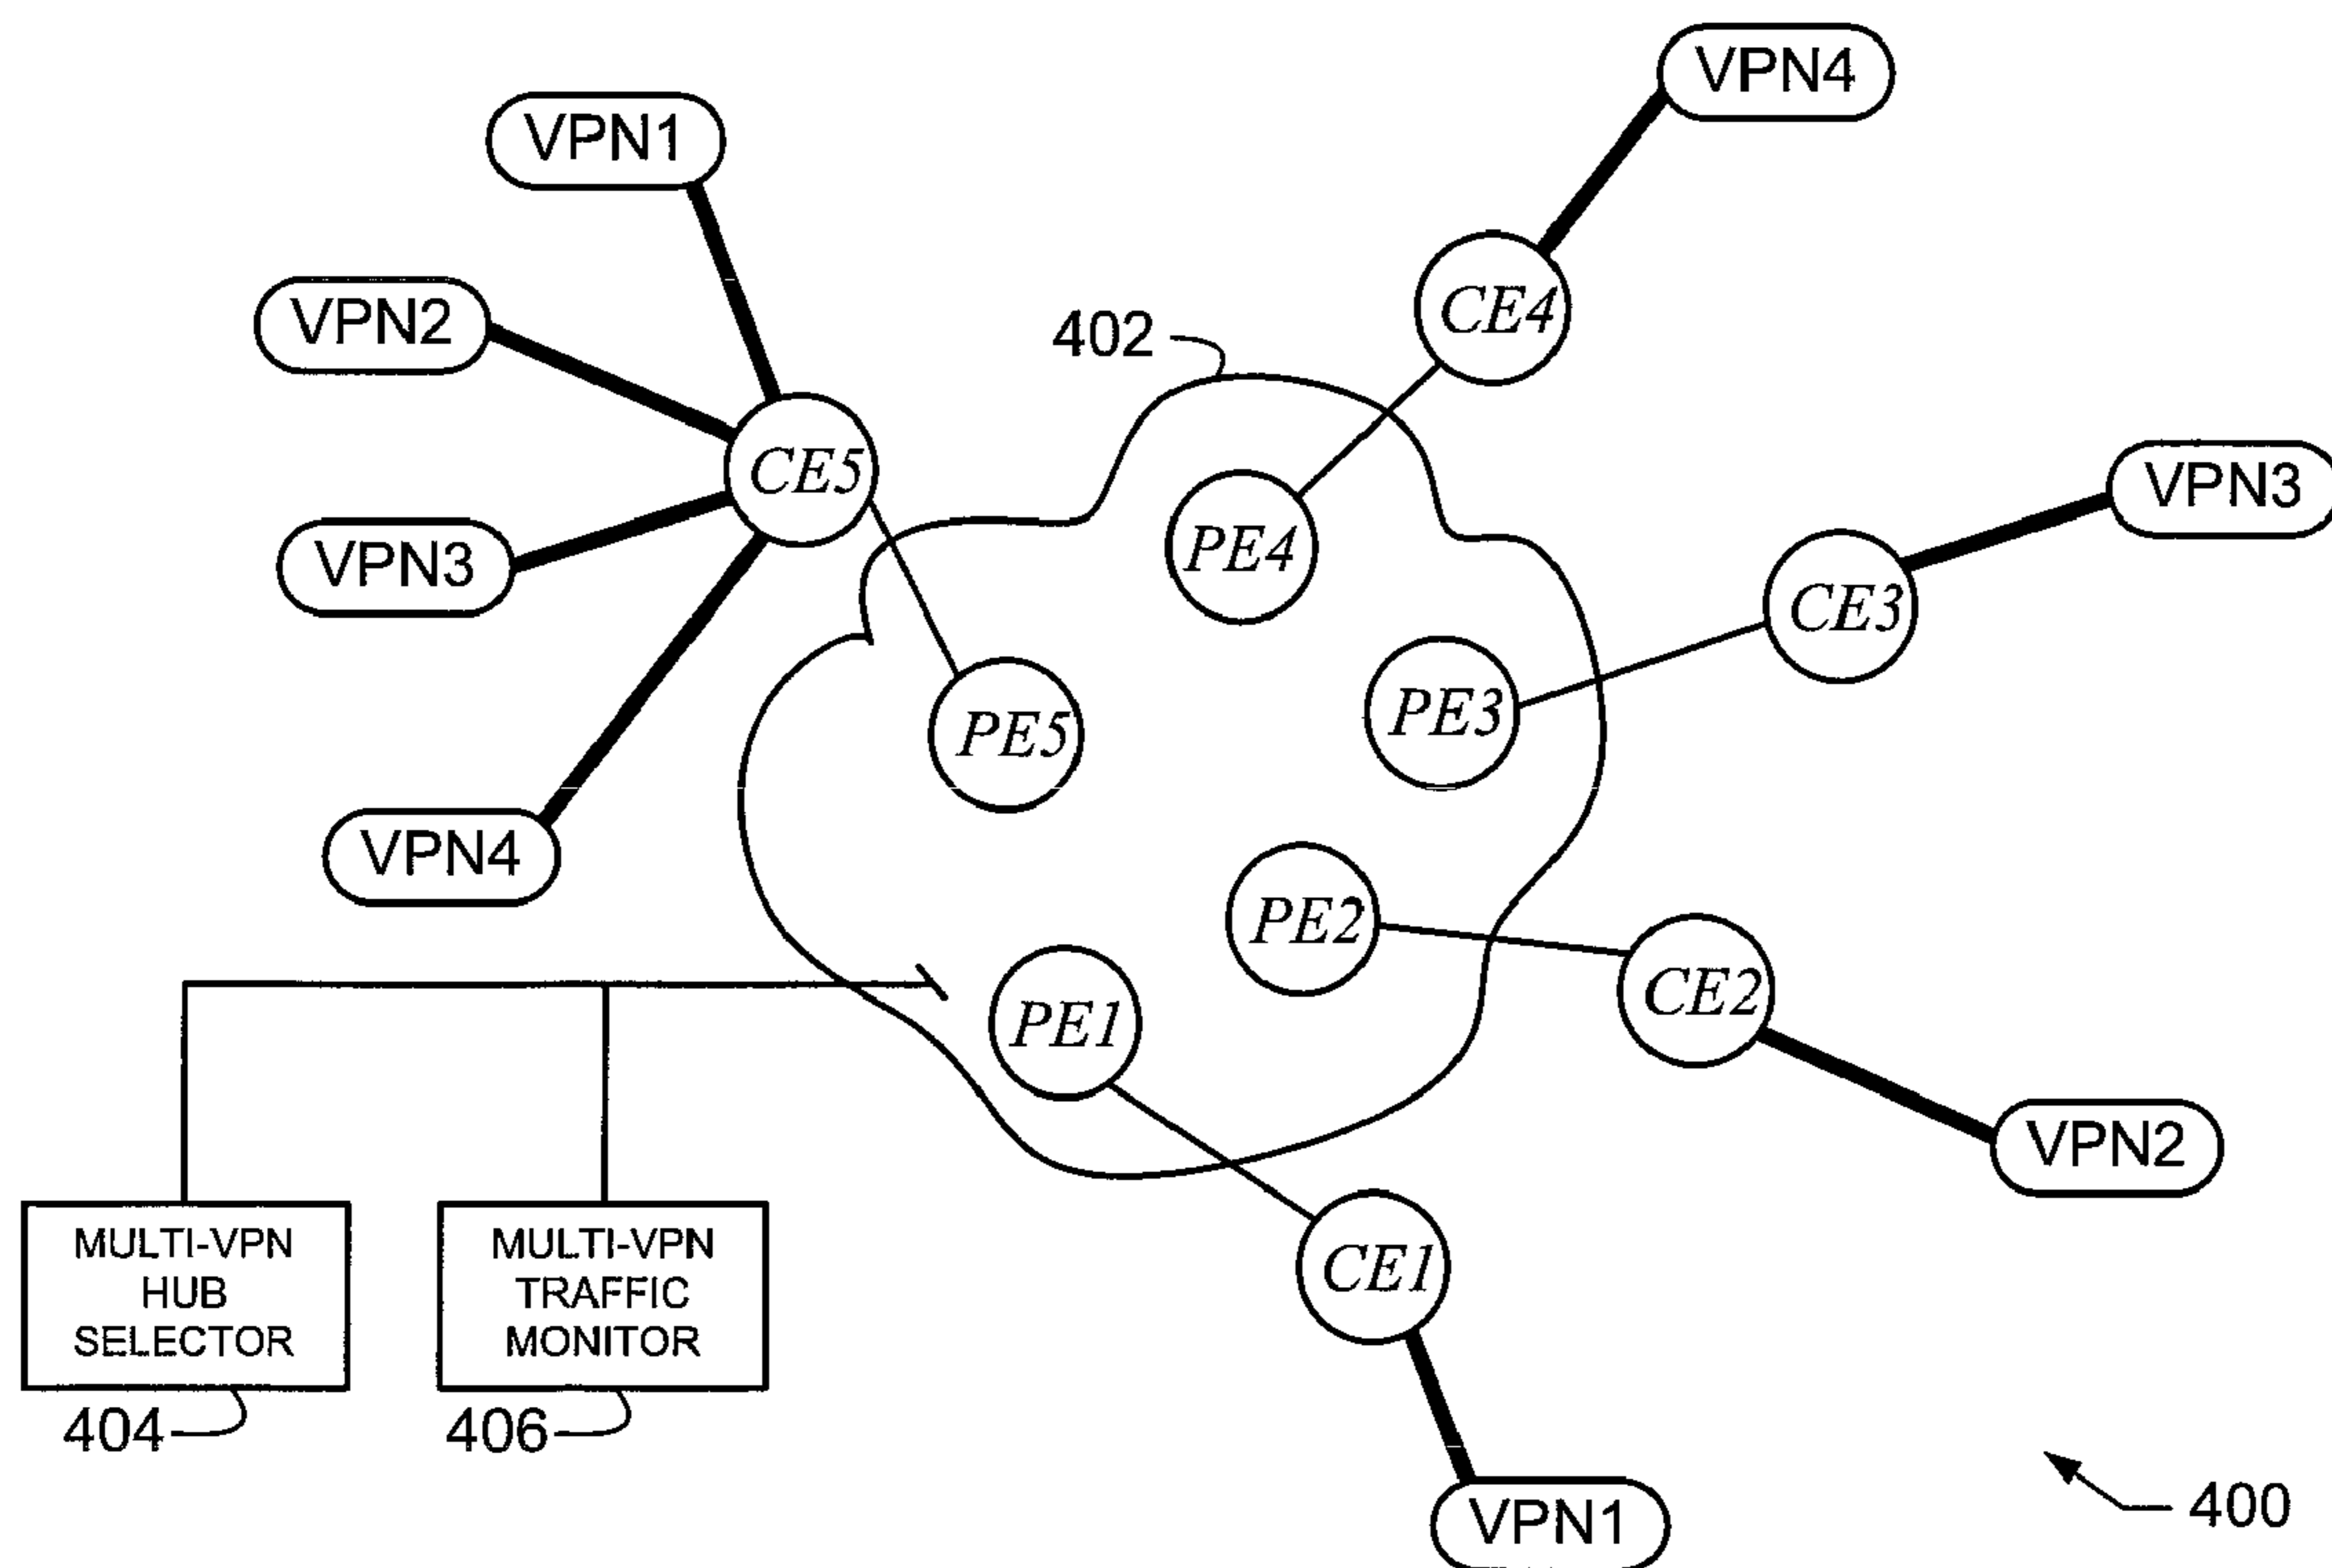 VPN4
VPN1
VPN2
CE4
402
CE5
VPN3
VPN3
PE4
CE3
PE3
PE5
VPN4
PE2
CE2
PE1
VPN2
MULTI-VPN
HUB
SELECTOR
MULTI-VPN
TRAFFIC
MONITOR
CE1
404
406
VPN1
400